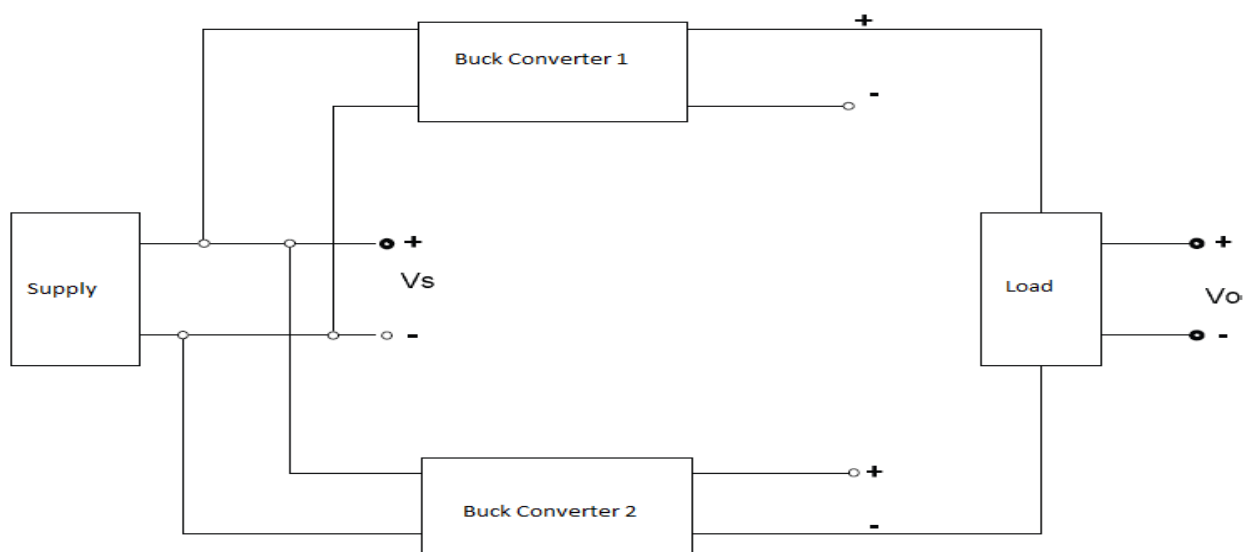 +
Buck Converter 1
-
+
Vs
-
Supply
+
Load
Vo
-
+
Buck Converter 2
-